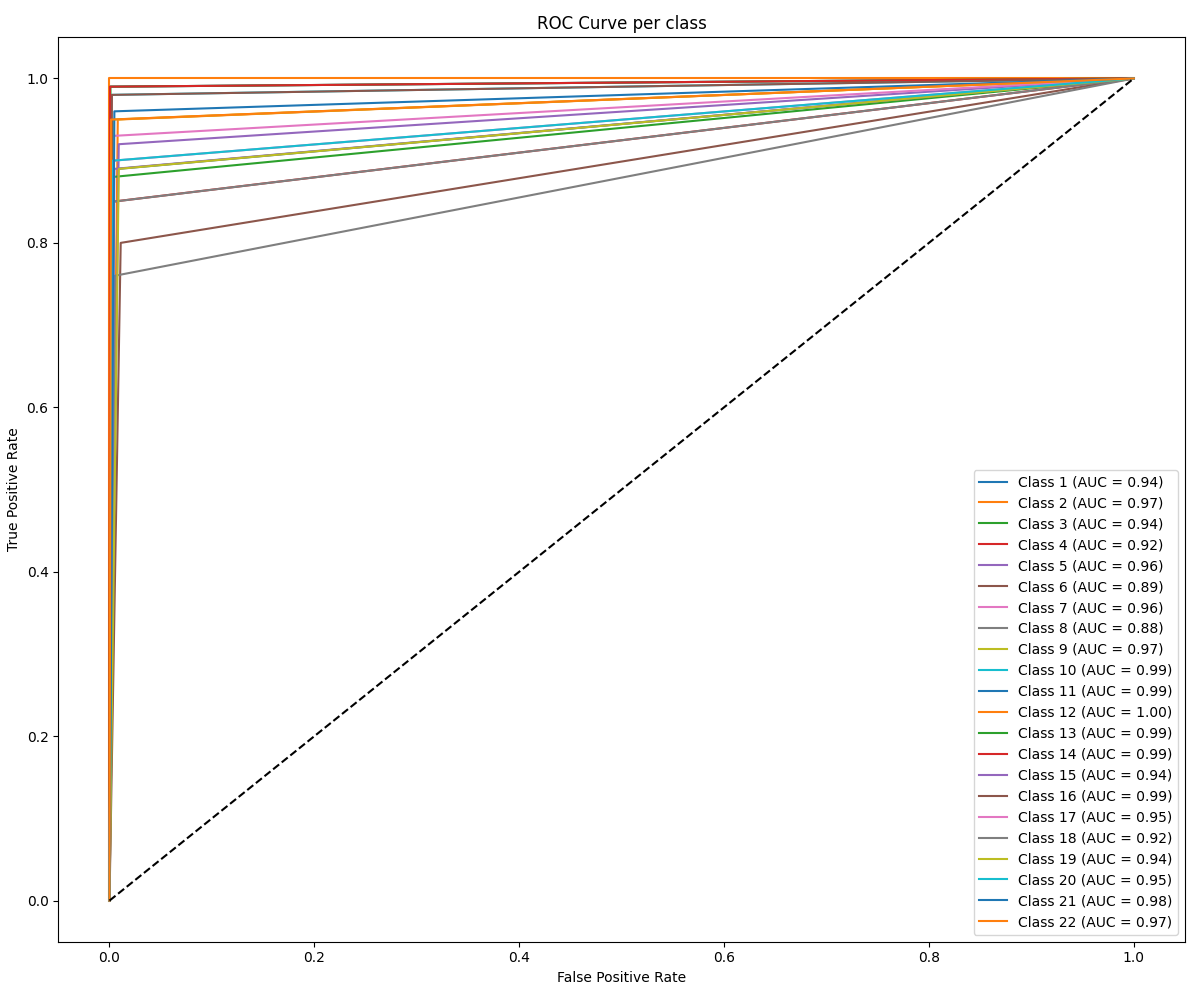 ROC Curve per class
True Positive Rate
1.0
0.8
0.6
0.4
0.2
0.0
Class 1 (AUC = 0.94)
Class 2 (AUC = 0.97)
Class 3 (AUC = 0.94)
Class 4 (AUC = 0.92)
Class 5 (AUC = 0.96)
Class 6 (AUC = 0.89)
Class 7 (AUC = 0.96)
Class 8 (AUC = 0.88)
Class 9 (AUC = 0.97)
Class 10 (AUC = 0.99)
Class 11 (AUC = 0.99)
Class 12 (AUC = 1.00)
Class 13 (AUC = 0.99)
Class 14 (AUC = 0.99)
Class 15 (AUC = 0.94)
Class 16 (AUC = 0.99)
Class 17 (AUC = 0.95)
Class 18 (AUC = 0.92)
Class 19 (AUC = 0.94)
Class 20 (AUC = 0.95)
Class 21 (AUC = 0.98)
Class 22 (AUC = 0.97)
0.0 0.2 0.4 0.6 0.8 1.0
False Positive Rate